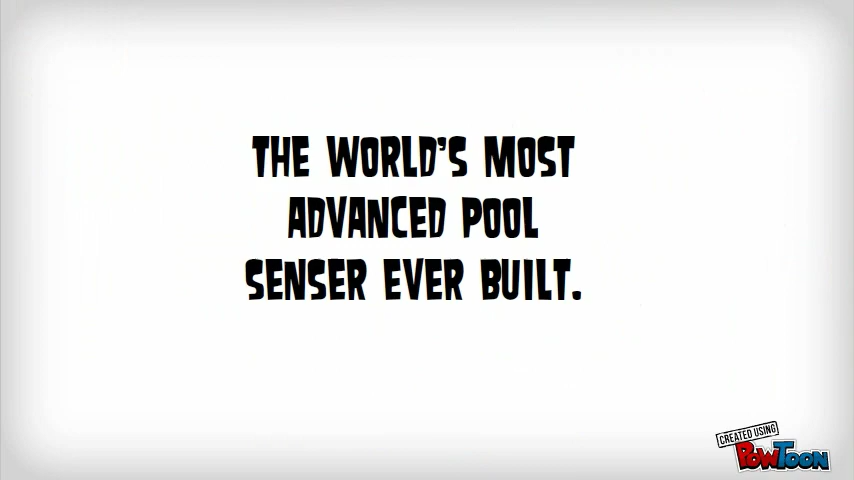 THE WORLD'S MOST
ADVANCED POOL
SENSER EVER BUILT.
CREATED USING
POWTOON